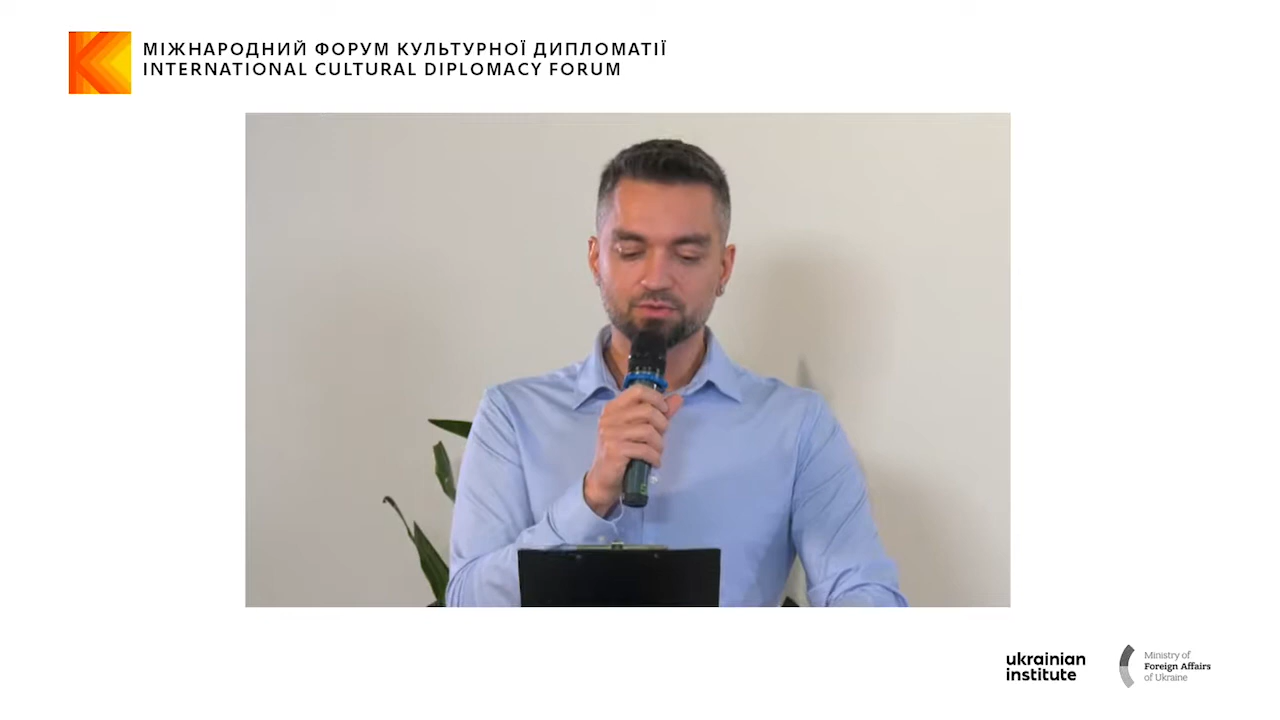 МІЖНАРОДНИЙ ФОРУМ КУЛЬТУРНОЇ ДИПЛОМАТІЇ
INTERNATIONAL CULTURAL DIPLOMACY FORUM
ukrainian
institute
Ministry of
Foreign Affairs
of Ukraine